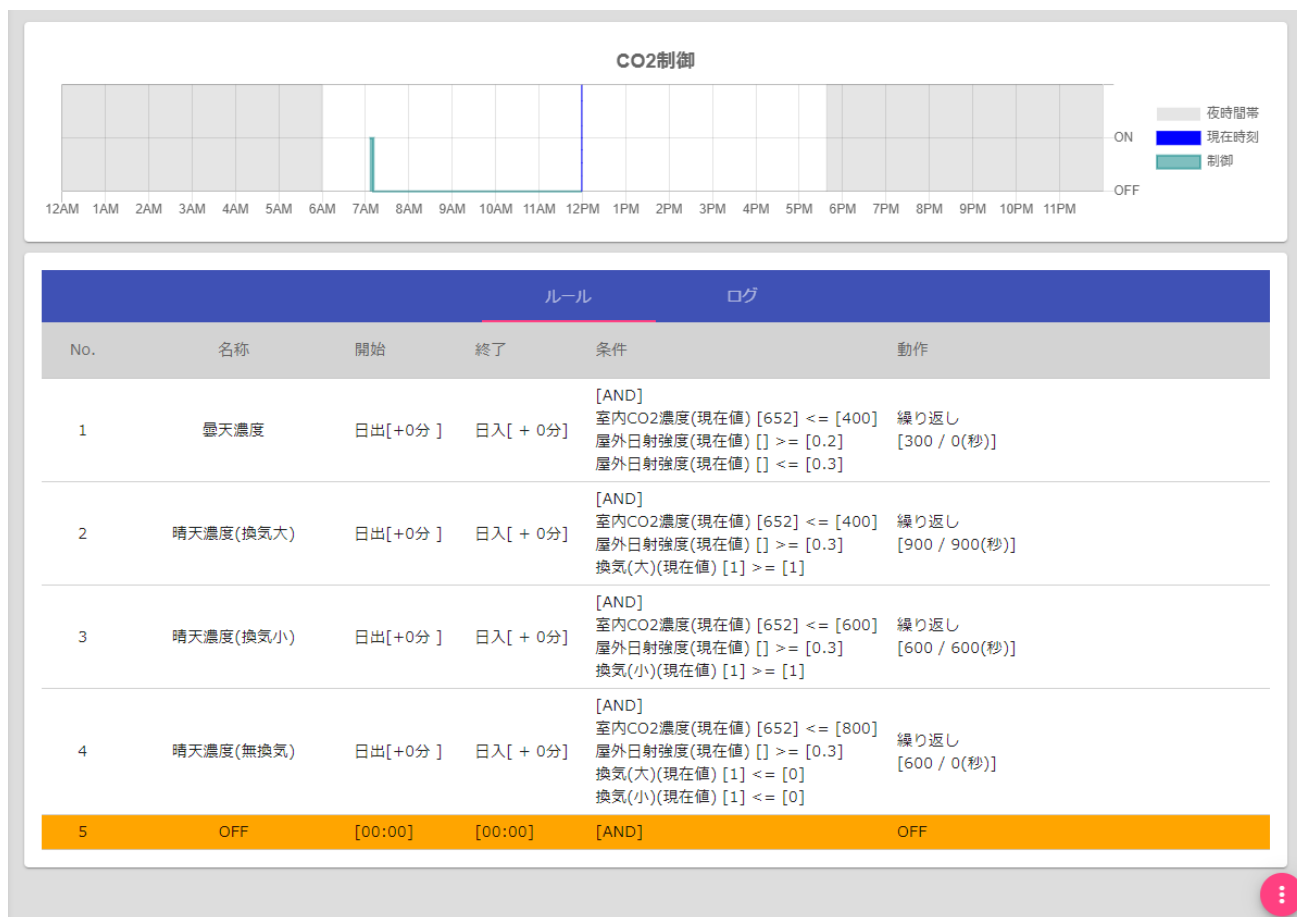 CO2制御
夜時間帯
現在時刻
制御
ON
OFF
12AM 1AM 2AM 3AM 4AM 5AM 6AM 7AM 8AM 9AM 10AM 11AM 12PM 1PM 2PM 3PM 4PM 5PM 6PM 7PM 8PM 9PM 10PM 11PM
ルール ログ
No. 名称 開始 終了 条件 動作
[AND]
室内CO2濃度(現在値) [652] <= [400]
1 曇天濃度 日出[+0分 ] 日入[ + 0分] 繰り返し
屋外日射強度(現在値) [] >= [0.2]
[300 / 0(秒)]
屋外日射強度(現在値) [] <= [0.3]
[AND]
室内CO2濃度(現在値) [652] <= [400]
2 晴天濃度(換気大) 日出[+0分 ] 日入[ + 0分] 繰り返し
屋外日射強度(現在値) [] >= [0.3]
[900 / 900(秒)]
換気(大)(現在値) [1] >= [1]
[AND]
室内CO2濃度(現在値) [652] <= [600]
3 晴天濃度(換気小) 日出[+0分 ] 日入[ + 0分] 繰り返し
屋外日射強度(現在値) [] >= [0.3]
[600 / 600(秒)]
換気(小)(現在値) [1] >= [1]
[AND]
室内CO2濃度(現在値) [652] <= [800]
4 晴天濃度(無換気) 日出[+0分 ] 日入[ + 0分] 繰り返し
屋外日射強度(現在値) [] >= [0.3]
[600 / 0(秒)]
換気(大)(現在値) [1] <= [0]
換気(小)(現在値) [1] <= [0]
5 OFF [00:00] [00:00] [AND] OFF